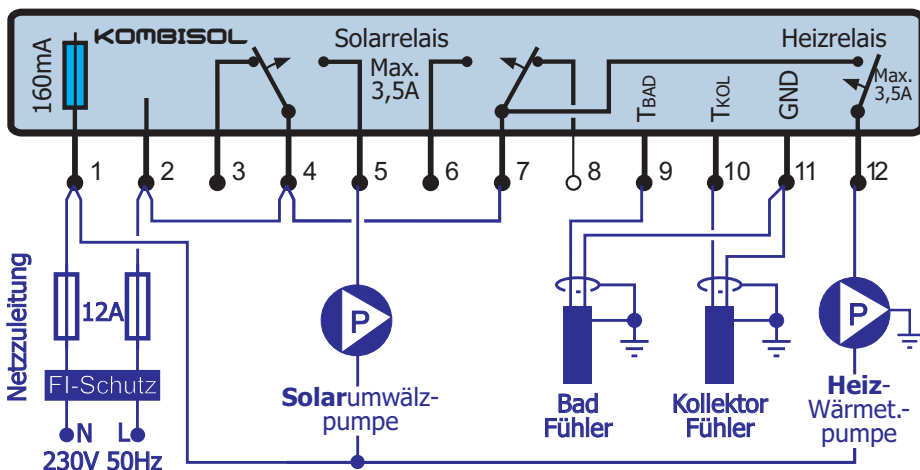 KOMBISOL
160mA
Solarrelais
Max.
3,5A
Heizrelais
Max.
3,5A
TBAD
TKOL
GND
1 2 3 4 5 6 7 8 9 10 11 12
Netzzuleitung
12A
FI-Schutz
N L
230V 50Hz
P
Solarumwälz-
pumpe
Bad
Fühler
Kollektor
Fühler
P
Heiz-
Wärmet.-
pumpe